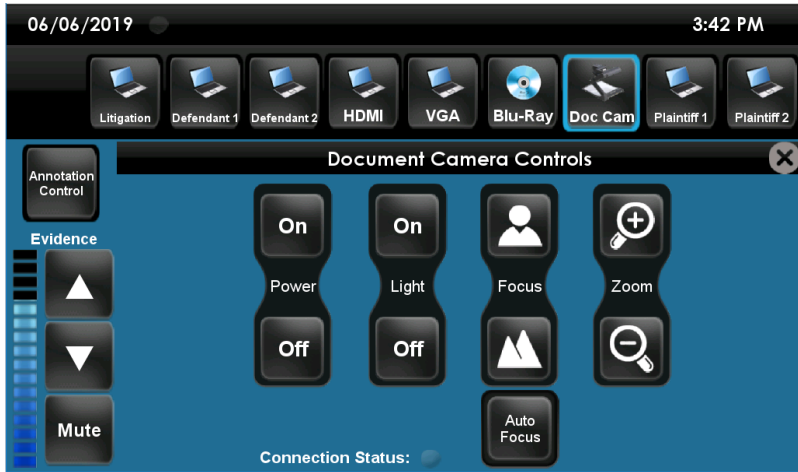 06/06/2019 3:42 PM
Litigation Defendant 1 Defendant 2 HDMI VGA Blu-Ray Doc Cam Plaintiff 1 Plaintiff 2
Document Camera Controls
Annotation
Control
Evidence
Mute
On On
Power Light Focus Zoom
Off Off
Auto
Focus
Connection Status: